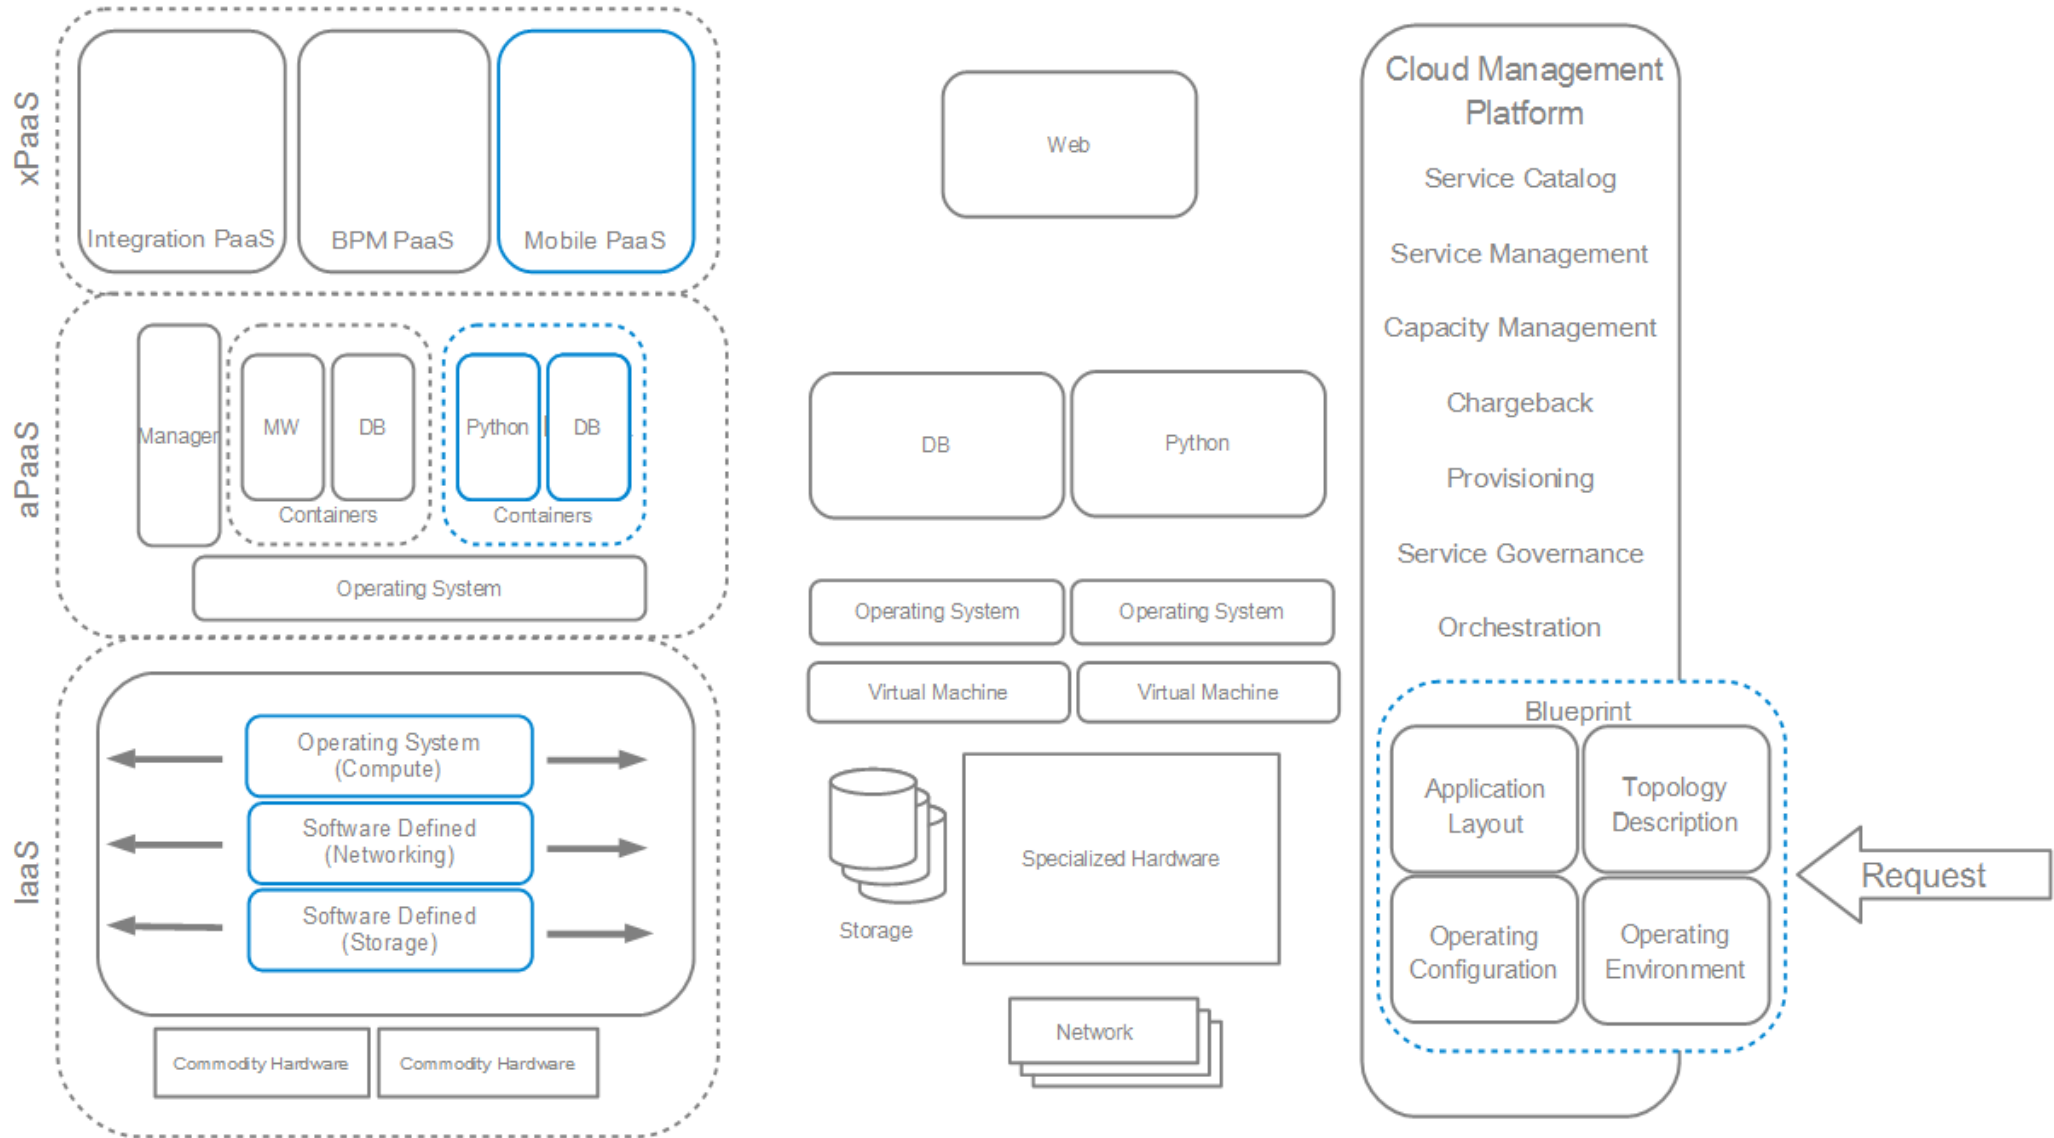 xPaaS
Integration PaaS
BPM PaaS
Mobile PaaS
aPaaS
Manager
MW
DB
Containers
Python
DB
Containers
Operating System
IaaS
Operating System
(Compute)
Software Defined
(Networking)
Software Defined
(Storage)
Commodity Hardware
Commodity Hardware
Web
DB
Python
Operating System
Operating System
Virtual Machine
Virtual Machine
Storage
Specialized Hardware
Network
Cloud Management
Platform
Service Catalog
Service Management
Capacity Management
Chargeback
Provisioning
Service Governance
Orchestration
Blueprint
Application
Layout
Topology
Description
Operating
Configuration
Operating
Environment
Request